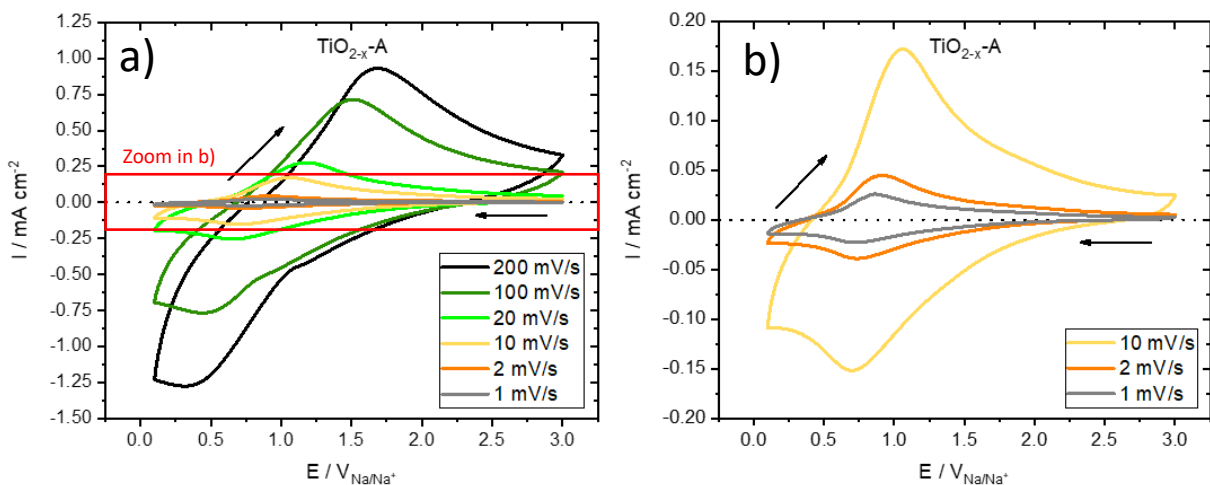 a)
TiO₂₋ₓ-A
Zoom in b)
1.25
1.00
0.75
0.50
0.25
0.00
-0.25
-0.50
-0.75
-1.00
-1.25
-1.50
I / mA cm⁻²
200 mV/s
100 mV/s
20 mV/s
10 mV/s
2 mV/s
1 mV/s
0.0 0.5 1.0 1.5 2.0 2.5 3.0
E / V_Na/Na⁺
b)
TiO₂₋ₓ-A
0.20
0.15
0.10
0.05
0.00
-0.05
-0.10
-0.15
-0.20
I / mA cm⁻²
10 mV/s
2 mV/s
1 mV/s
0.0 0.5 1.0 1.5 2.0 2.5 3.0
E / V_Na/Na⁺